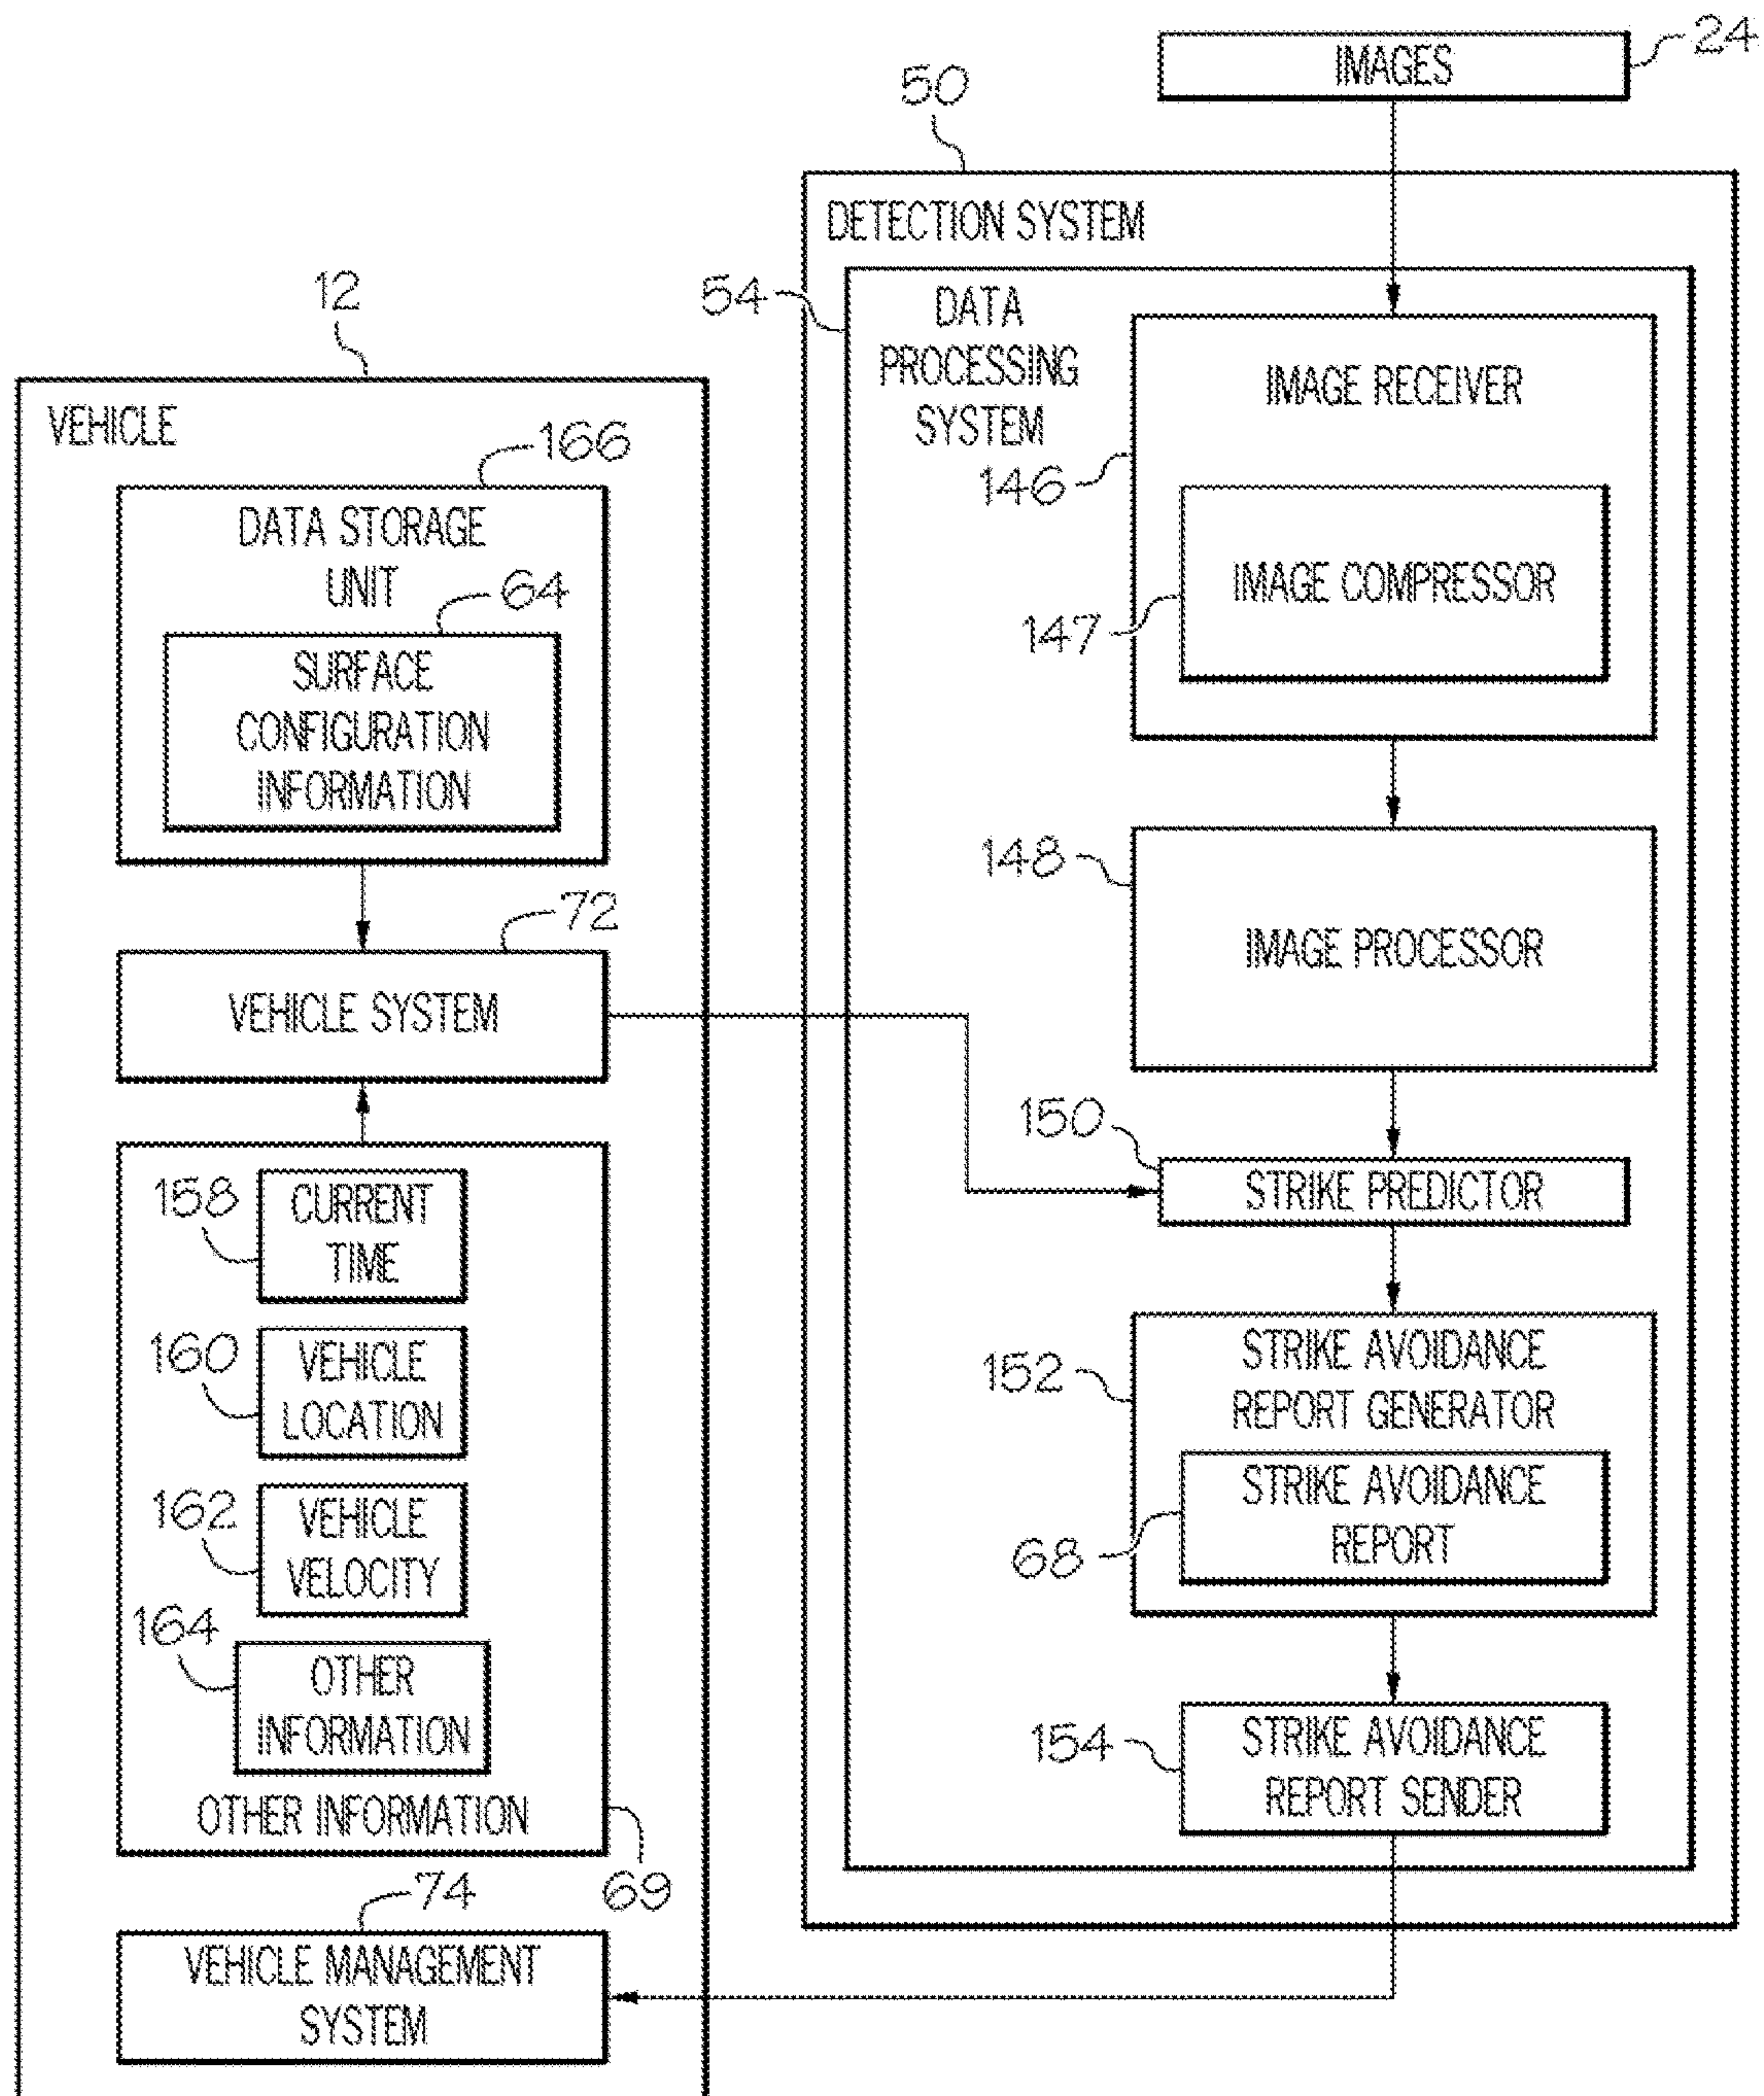 IMAGES
24
50
DETECTION SYSTEM
54
DATA
PROCESSING
SYSTEM
IMAGE RECEIVER
146
IMAGE COMPRESSOR
147
148
IMAGE PROCESSOR
150
STRIKE PREDICTOR
152
STRIKE AVOIDANCE
REPORT GENERATOR
STRIKE AVOIDANCE
REPORT
68
154
STRIKE AVOIDANCE
REPORT SENDER
12
VEHICLE
166
DATA STORAGE
UNIT
64
SURFACE
CONFIGURATION
INFORMATION
72
VEHICLE SYSTEM
158
CURRENT
TIME
160
VEHICLE
LOCATION
162
VEHICLE
VELOCITY
164
OTHER
INFORMATION
OTHER INFORMATION
69
74
VEHICLE MANAGEMENT
SYSTEM